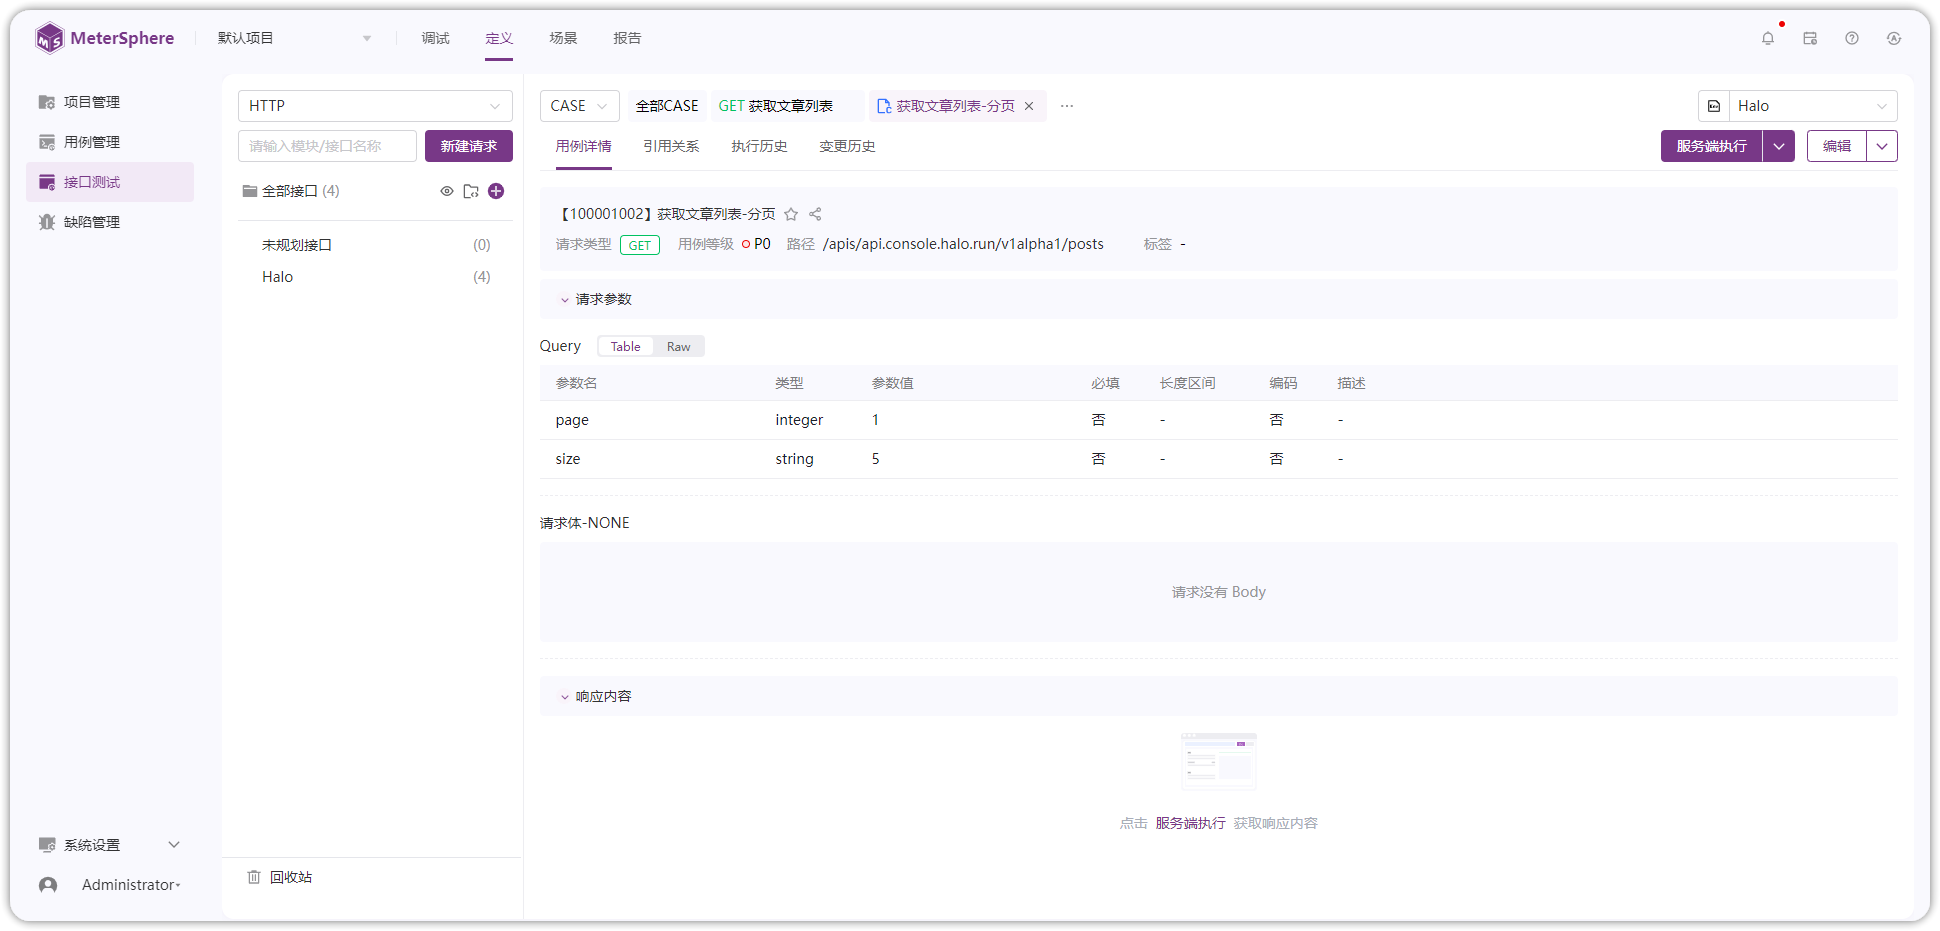 MeterSphere 默认项目 调试 定义 场景 报告
项目管理
用例管理
接口测试
缺陷管理
系统设置
Administrator
HTTP
请输入模块/接口名称 新建请求
全部接口 (4)
未规划接口 (0)
Halo (4)
回收站
CASE 全部CASE GET 获取文章列表 获取文章列表-分页 ··· Halo
用例详情 引用关系 执行历史 变更历史 服务端执行 编辑
【100001002】获取文章列表-分页
请求类型 GET 用例等级 P0 路径 /apis/api.console.halo.run/v1alpha1/posts 标签 -
请求参数
Query Table Raw
参数名 类型 参数值 必填 长度区间 编码 描述
page integer 1 否 - 否 -
size string 5 否 - 否 -
请求体-NONE
请求没有 Body
响应内容
点击 服务端执行 获取响应内容